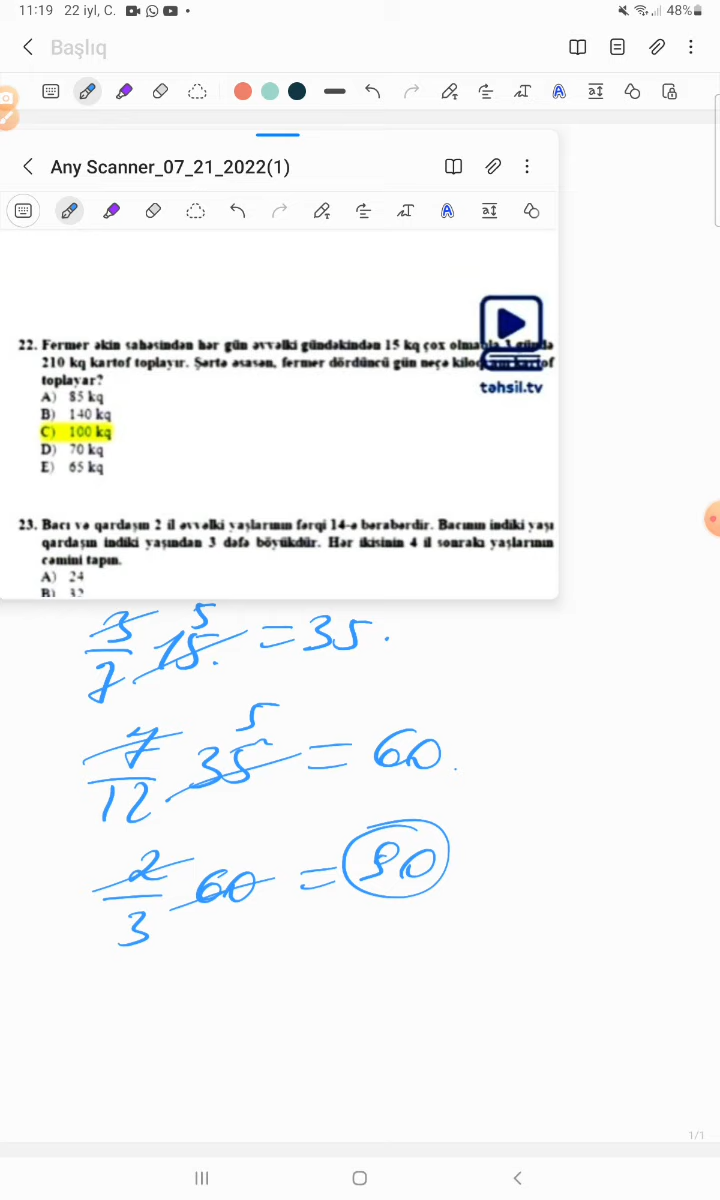 11:19 22 iyl, C. 48%
Başlıq
Any Scanner_07_21_2022(1)
22. Fermer əkin sahəsindən hər gün əvvəlki gündəkindən 15 kq çox olmaqla 3 gündə
210 kq kartof toplayır. Şərtə əsasən, fermer dördüncü gün neçə kiloqram kartof
toplayar?
A) 85 kq
B) 140 kq
C) 100 kq
D) 70 kq
E) 65 kq
təhsil.tv
23. Bacı və qardaşın 2 il əvvəlki yaşlarının fərqi 14-ə bərabərdir. Bacının indiki yaşı
qardaşın indiki yaşından 3 dəfə böyükdür. Hər ikisinin 4 il sonrakı yaşlarının
cəmini tapın.
A) 24
B) 32
3 5
7 15. = 35.
7 5
12 35 = 60.
2
3 60 = 90
1/1